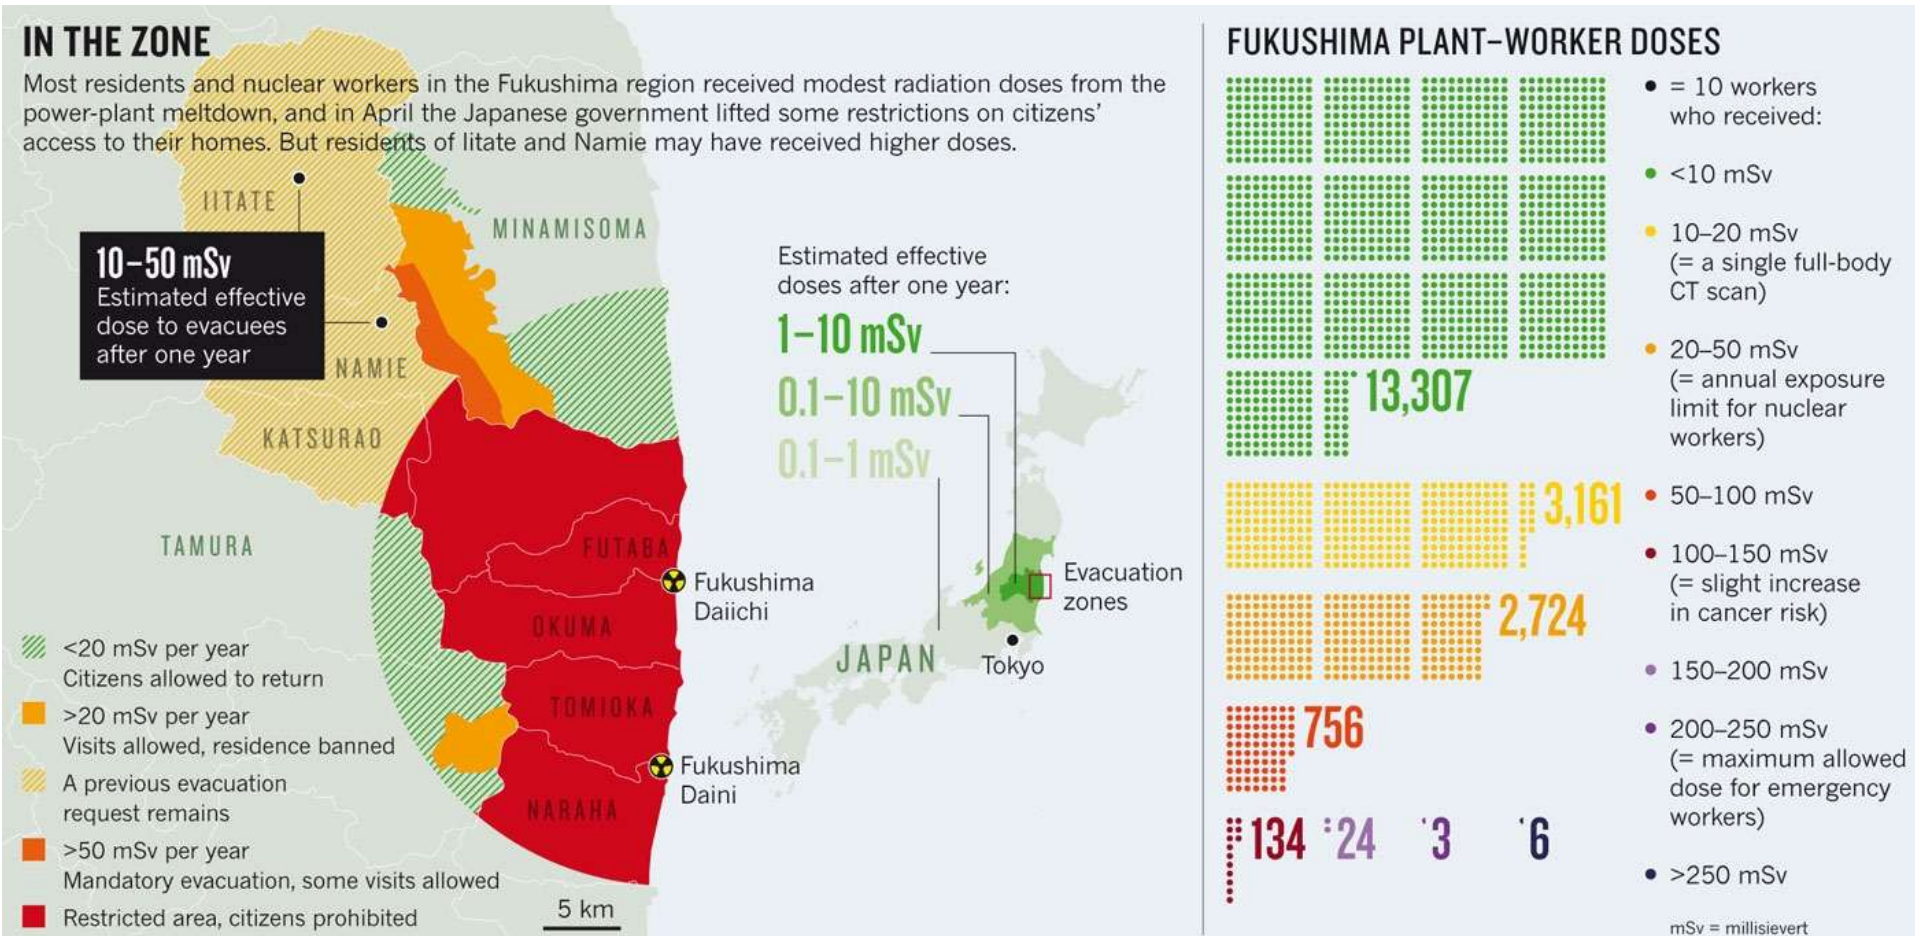 IN THE ZONE
Most residents and nuclear workers in the Fukushima region received modest radiation doses from the
power-plant meltdown, and in April the Japanese government lifted some restrictions on citizens'
access to their homes. But residents of Iitate and Namie may have received higher doses.
IITATE
MINAMISOMA
10–50 mSv
Estimated effective
dose to evacuees
after one year
NAMIE
KATSURAO
TAMURA
FUTABA
Fukushima
Daiichi
OKUMA
TOMIOKA
Fukushima
Daini
NARAHA
<20 mSv per year
Citizens allowed to return
>20 mSv per year
Visits allowed, residence banned
A previous evacuation
request remains
>50 mSv per year
Mandatory evacuation, some visits allowed
Restricted area, citizens prohibited
5 km
Estimated effective
doses after one year:
1–10 mSv
0.1–10 mSv
0.1–1 mSv
Evacuation
zones
JAPAN
Tokyo
FUKUSHIMA PLANT–WORKER DOSES
13,307
3,161
2,724
756
134
24
3
6
= 10 workers
who received:
<10 mSv
10–20 mSv
(= a single full-body
CT scan)
20–50 mSv
(= annual exposure
limit for nuclear
workers)
50–100 mSv
100–150 mSv
(= slight increase
in cancer risk)
150–200 mSv
200–250 mSv
(= maximum allowed
dose for emergency
workers)
>250 mSv
mSv = millisievert